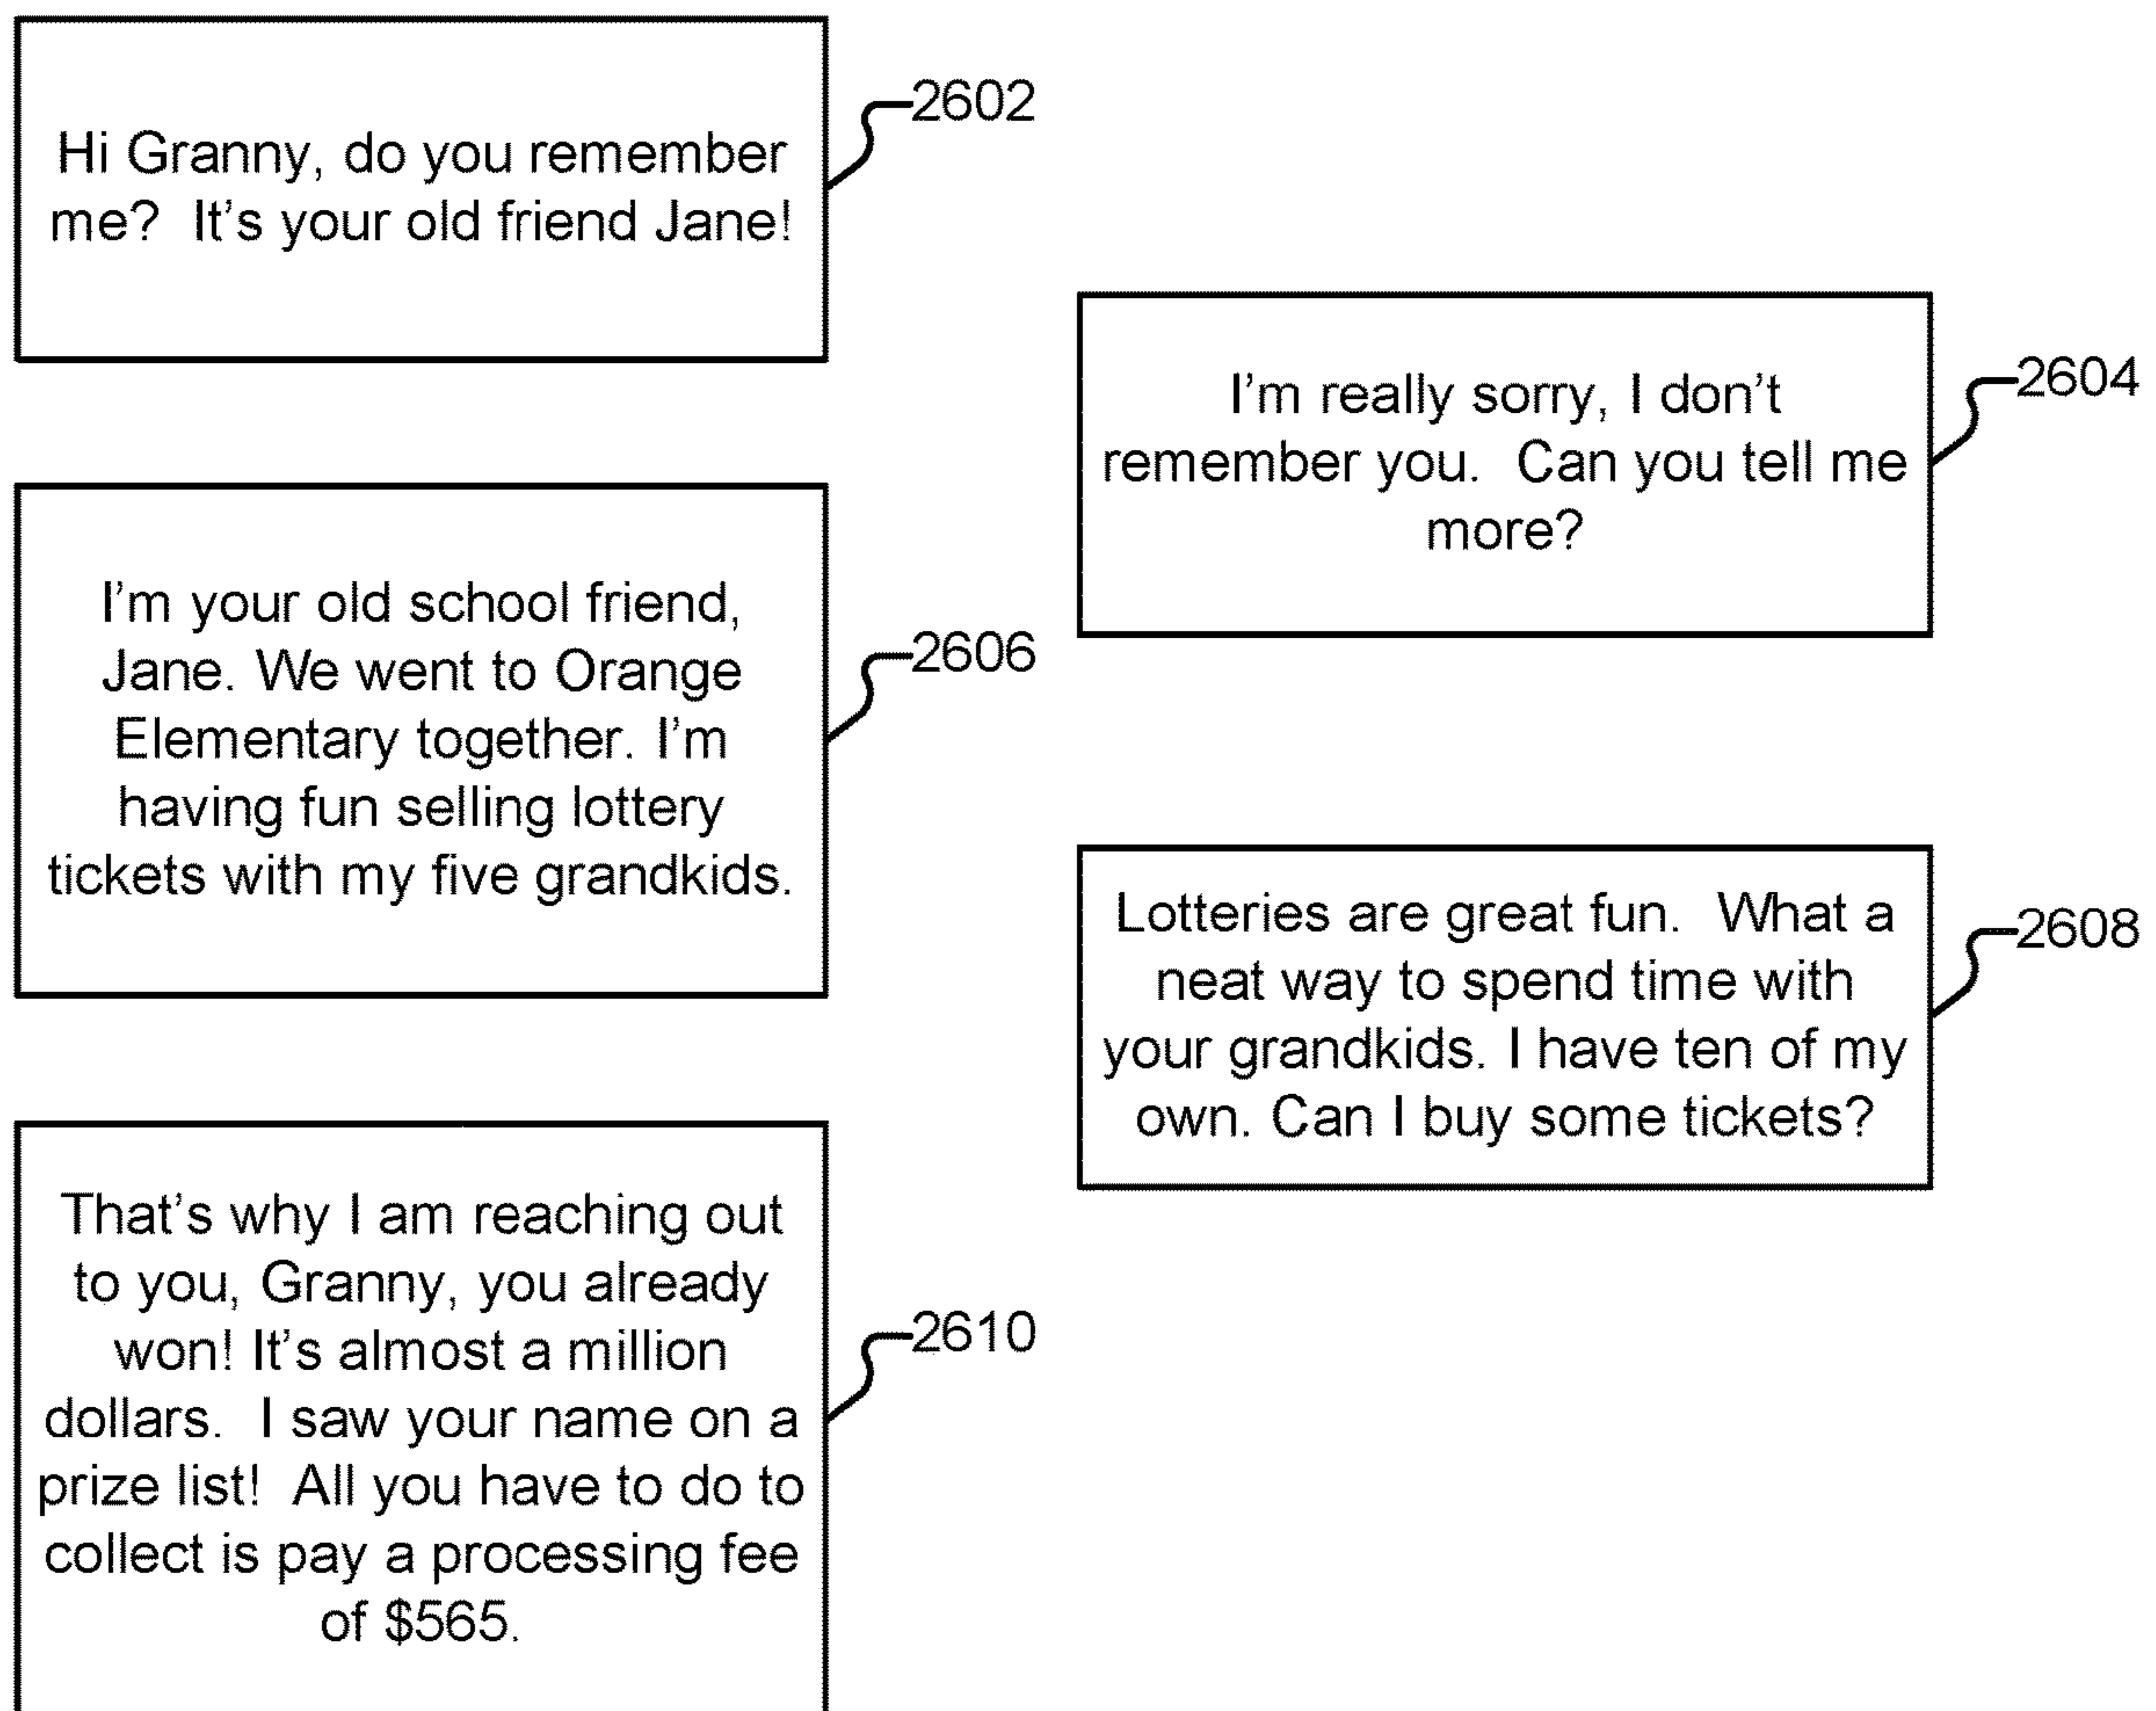 Hi Granny, do you remember
me?  It's your old friend Jane!
2602
I'm really sorry, I don't
remember you.  Can you tell me
more?
2604
I'm your old school friend,
Jane. We went to Orange
Elementary together. I'm
having fun selling lottery
tickets with my five grandkids.
2606
Lotteries are great fun.  What a
neat way to spend time with
your grandkids. I have ten of my
own. Can I buy some tickets?
2608
That's why I am reaching out
to you, Granny, you already
won! It's almost a million
dollars.  I saw your name on a
prize list!  All you have to do to
collect is pay a processing fee
of $565.
2610